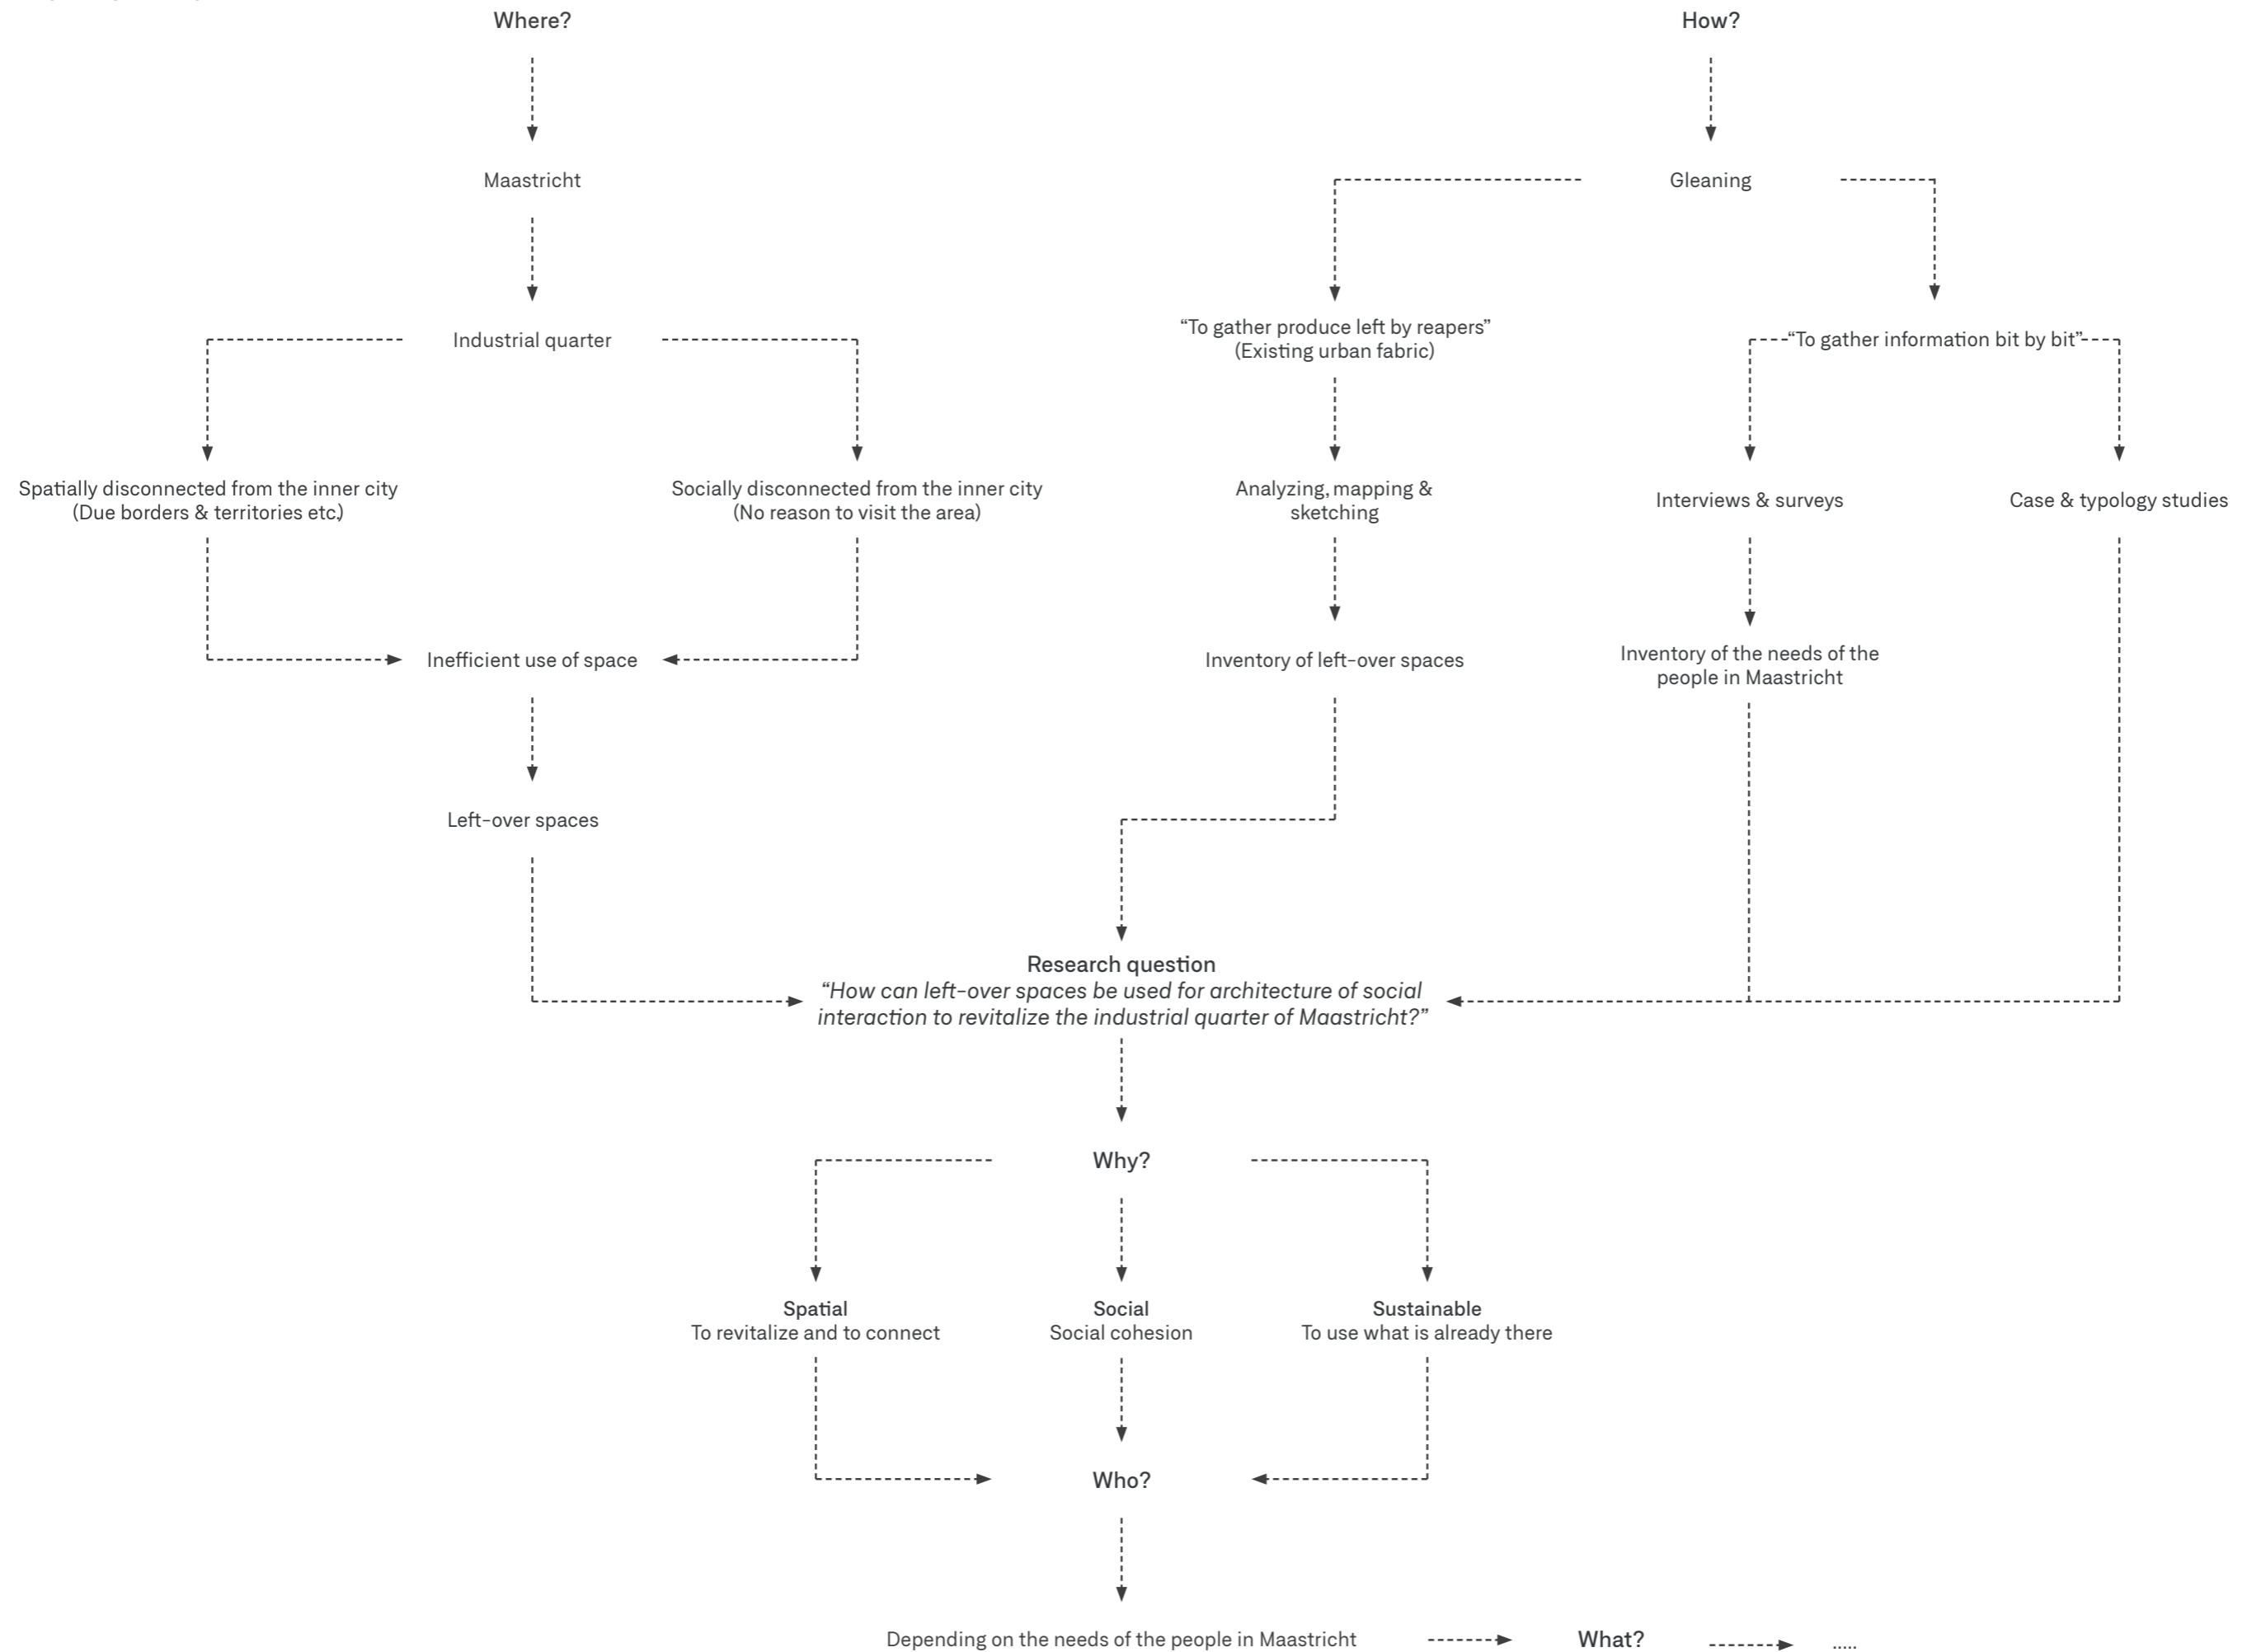 Where?
How?
Maastricht
Gleaning
Industrial quarter
“To gather produce left by reapers”
(Existing urban fabric)
“To gather information bit by bit”
Spatially disconnected from the inner city
(Due borders & territories etc.)
Socially disconnected from the inner city
(No reason to visit the area)
Analyzing, mapping &
sketching
Interviews & surveys
Case & typology studies
Inefficient use of space
Inventory of left-over spaces
Inventory of the needs of the
people in Maastricht
Left-over spaces
Research question
“How can left-over spaces be used for architecture of social
interaction to revitalize the industrial quarter of Maastricht?”
Why?
Spatial
To revitalize and to connect
Social
Social cohesion
Sustainable
To use what is already there
Who?
Depending on the needs of the people in Maastricht
What?
.....